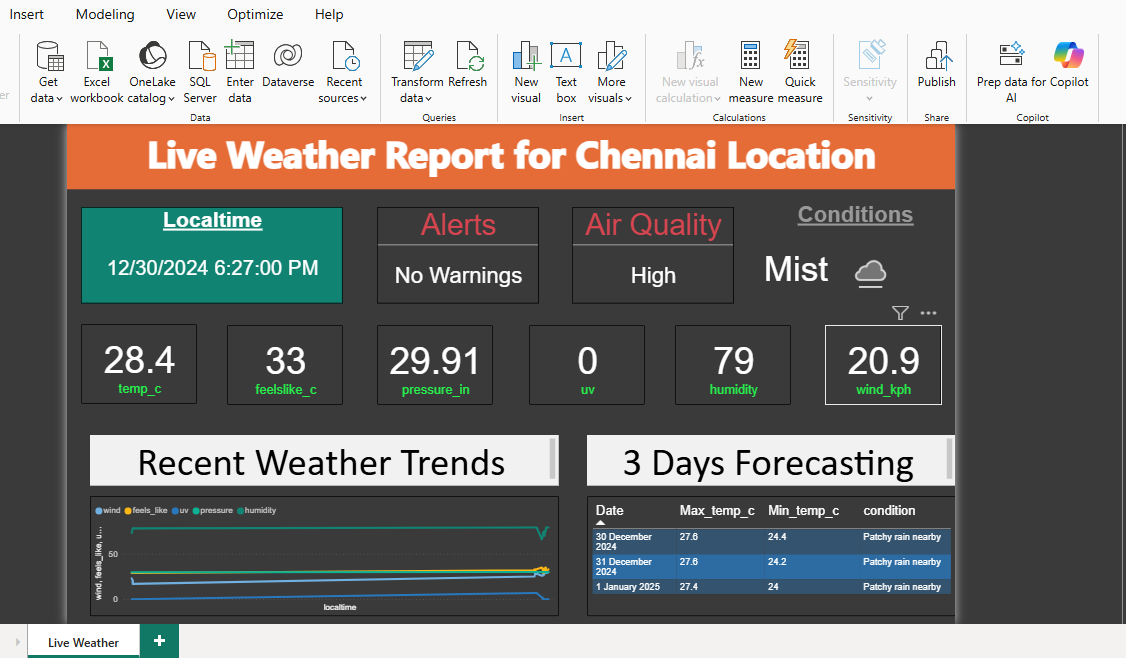 Insert Modeling View Optimize Help
Get data
Excel workbook
OneLake catalog
SQL Server
Enter data
Dataverse
Recent sources
Transform data
Refresh
New visual
Text box
More visuals
New visual calculation
New measure
Quick measure
Sensitivity
Publish
Prep data for AI
Copilot
Data Queries Insert Calculations Sensitivity Share Copilot
Live Weather Report for Chennai Location
Localtime
12/30/2024 6:27:00 PM
Alerts
No Warnings
Air Quality
High
Conditions
Mist
28.4
temp_c
33
feelslike_c
29.91
pressure_in
0
uv
79
humidity
20.9
wind_kph
Recent Weather Trends
wind feels_like uv pressure humidity
wind, feels_like, u...
50
0
localtime
3 Days Forecasting
Date Max_temp_c Min_temp_c condition
30 December 2024 27.6 24.4 Patchy rain nearby
31 December 2024 27.6 24.2 Patchy rain nearby
1 January 2025 27.4 24 Patchy rain nearby
Live Weather